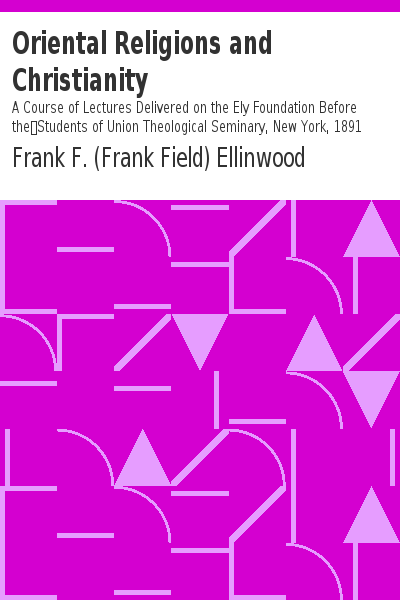 Oriental Religions and
Christianity
A Course of Lectures Delivered on the Ely Foundation Before
the▯Students of Union Theological Seminary, New York, 1891
Frank F. (Frank Field) Ellinwood